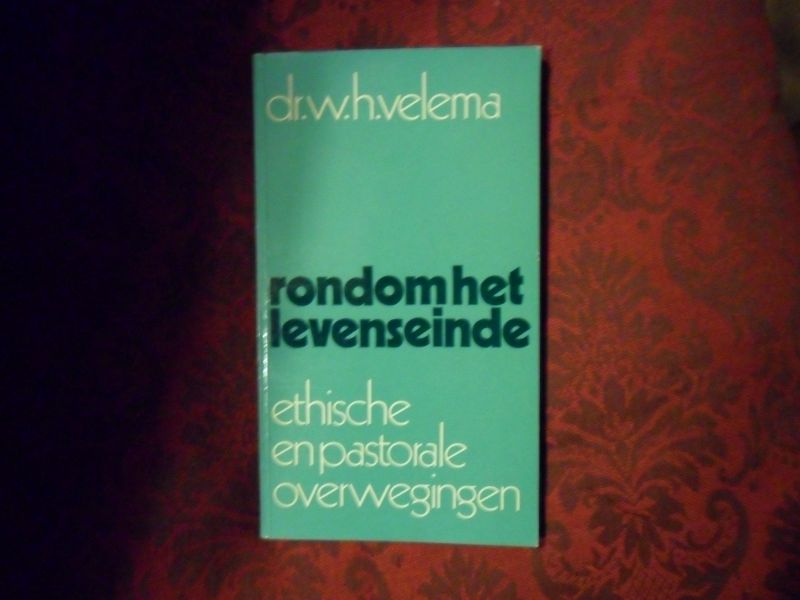 dr.w.h.velema
rondom het
levenseinde
ethische
en pastorale
overwegingen